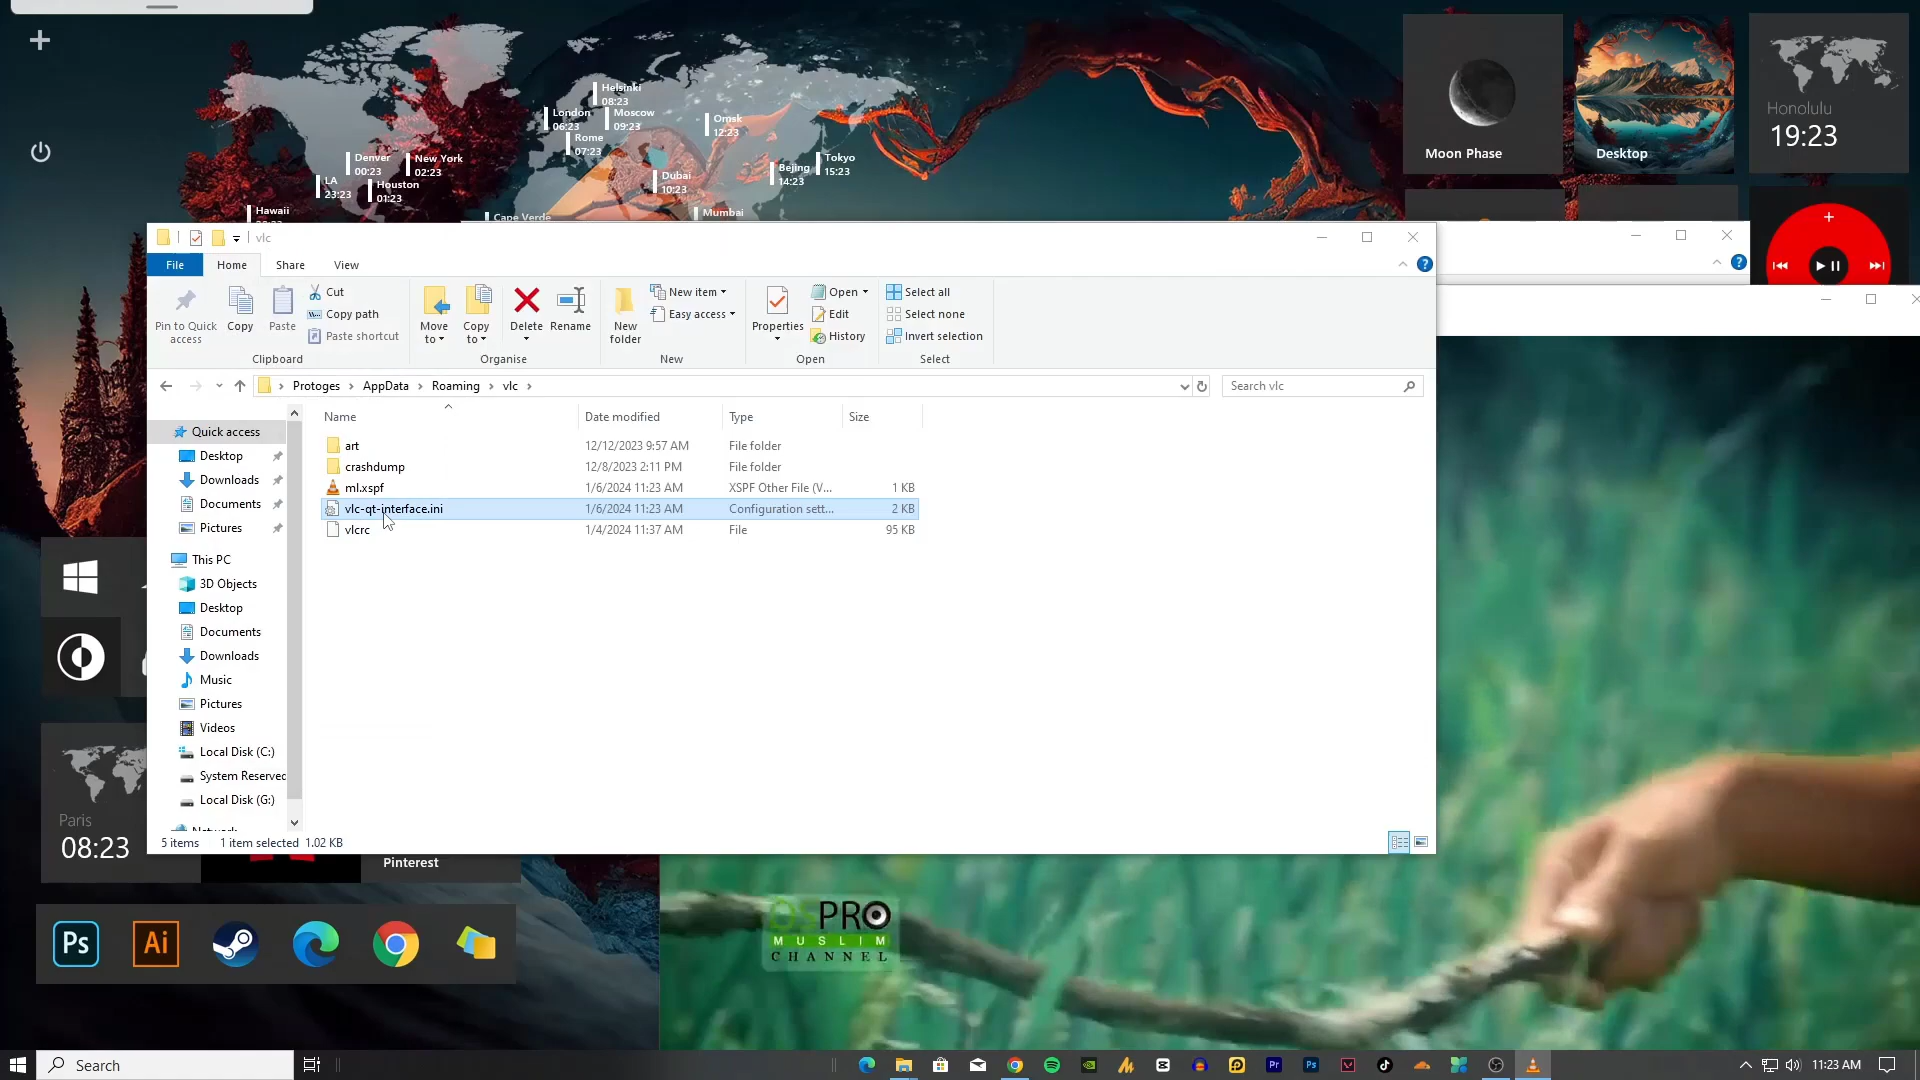 Helsinki
08:23
London
06:23
Moscow
09:23
Rome
07:23
Omsk
12:23
Denver
00:23
New York
02:23
LA
23:23
Houston
01:23
Dubai
10:23
Bejing
14:23
Tokyo
15:23
Hawaii
Cape Verde
Mumbai
Moon Phase
Desktop
Honolulu
19:23
vlc
File
Home
Share
View
Pin to Quick access
Copy
Paste
Cut
Copy path
Paste shortcut
Clipboard
Move to
Copy to
Delete
Rename
Organise
New folder
New item
Easy access
New
Properties
Open
Edit
History
Open
Select all
Select none
Invert selection
Select
Protoges > AppData > Roaming > vlc >
Search vlc
Name
Date modified
Type
Size
art 12/12/2023 9:57 AM File folder
crashdump 12/8/2023 2:11 PM File folder
ml.xspf 1/6/2024 11:23 AM XSPF Other File (V... 1 KB
vlc-qt-interface.ini 1/6/2024 11:23 AM Configuration sett... 2 KB
vlcrc 1/4/2024 11:37 AM File 95 KB
Quick access
Desktop
Downloads
Documents
Pictures
This PC
3D Objects
Desktop
Documents
Downloads
Music
Pictures
Videos
Local Disk (C:)
System Reserved
Local Disk (G:)
5 items
1 item selected 1.02 KB
Paris
08:23
Pinterest
Ps
Ai
OSPRO
MUSLIM
CHANNEL
Search
Pr
Ps
11:23 AM